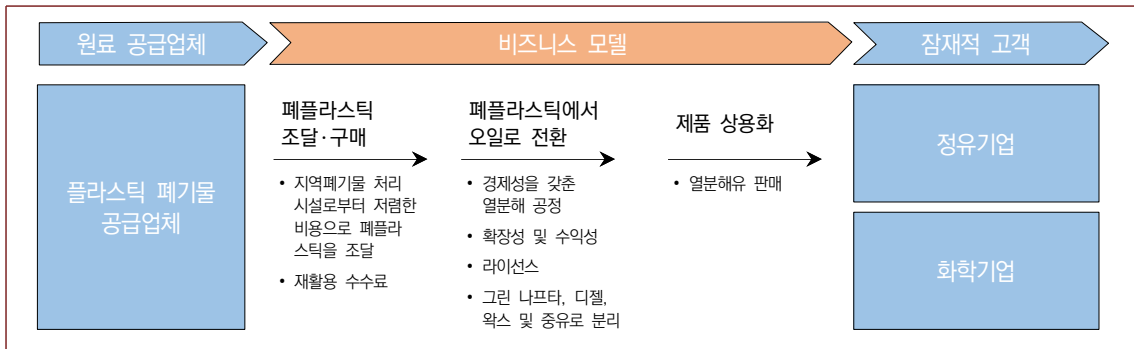 원료 공급업체
비즈니스 모델
잠재적 고객
플라스틱 폐기물
공급업체
폐플라스틱
조달·구매
• 지역폐기물 처리
시설로부터 저렴한
비용으로 폐플라
스틱을 조달
• 재활용 수수료
폐플라스틱에서
오일로 전환
• 경제성을 갖춘
열분해 공정
• 확장성 및 수익성
• 라이선스
• 그린 나프타, 디젤,
왁스 및 중유로 분리
제품 상용화
• 열분해유 판매
정유기업
화학기업